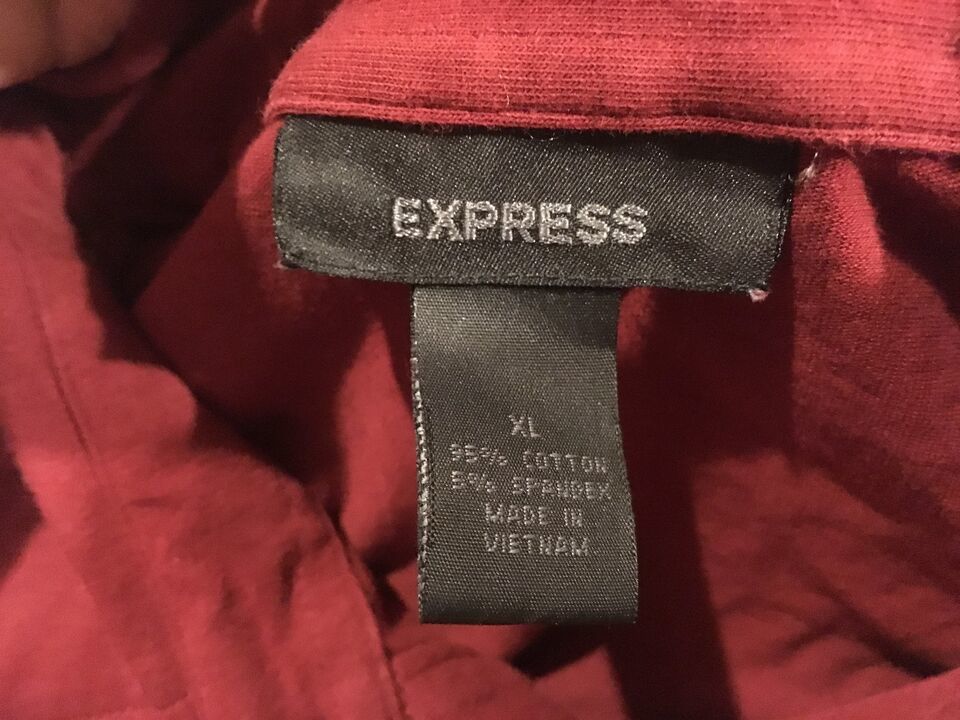 EXPRESS
XL
95% COTTON
5% SPANDEX
MADE IN
VIETNAM